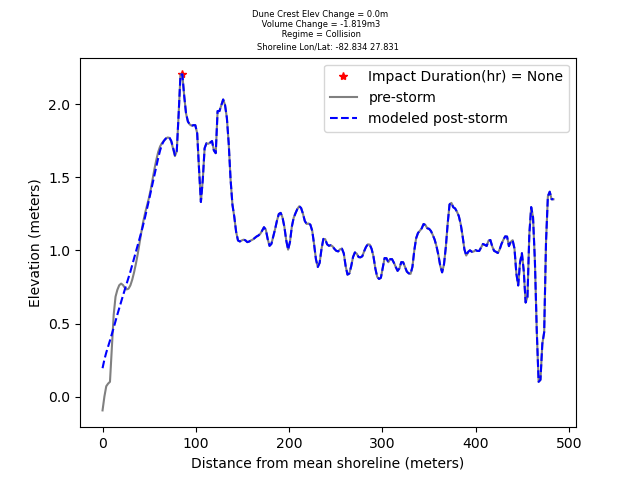 Dune Crest Elev Change = 0.0m
Volume Change = -1.819m3
Regime = Collision
Shoreline Lon/Lat: -82.834 27.831
Impact Duration(hr) = None
pre-storm
modeled post-storm
Elevation (meters)
2.0
1.5
1.0
0.5
0.0
0 100 200 300 400 500
Distance from mean shoreline (meters)